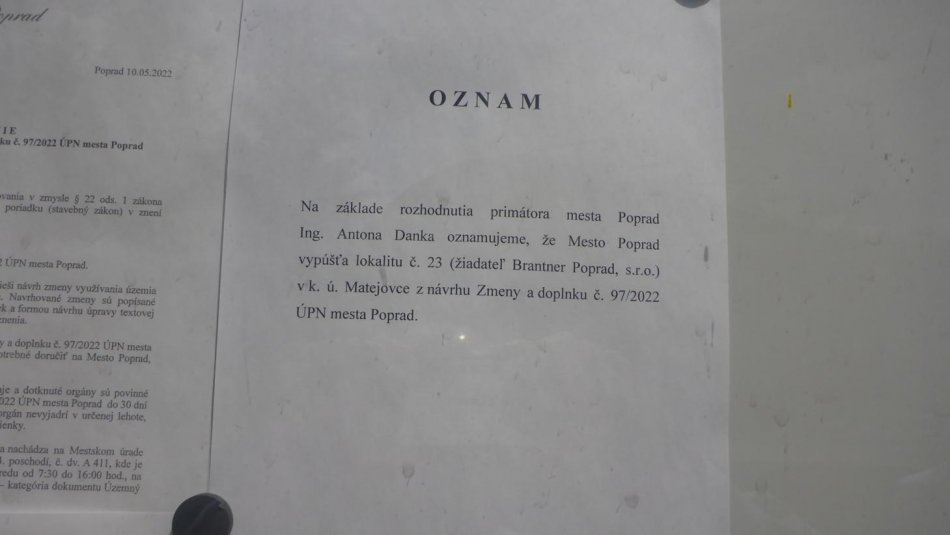 Poprad
Poprad 10.05.2022
I E
ku č. 97/2022 ÚPN mesta Poprad
ovania v zmysle § 22 ods. 1 zákona
poriadku (stavebný zákon) v znení
ÚPN mesta Poprad.
ieši návrh zmeny využívania územia
Navrhované zmeny sú popísané
ek a formou návrhu úpravy textovej
znenia.
y a doplnku č. 97/2022 ÚPN mesta
otrebné doručiť na Mesto Poprad,
je a dotknuté orgány sú povinné
022 ÚPN mesta Poprad do 30 dní
orgán nevyjadrí v určenej lehote,
ienky.
a nachádza na Mestskom úrade
poschodí, č. dv. A 411, kde je
redu od 7:30 do 16:00 hod., na
– kategória dokumentu Územný
OZNAM
Na základe rozhodnutia primátora mesta Poprad
Ing. Antona Danka oznamujeme, že Mesto Poprad
vypúšťa lokalitu č. 23 (žiadateľ Brantner Poprad, s.r.o.)
v k. ú. Matejovce z návrhu Zmeny a doplnku č. 97/2022
ÚPN mesta Poprad.